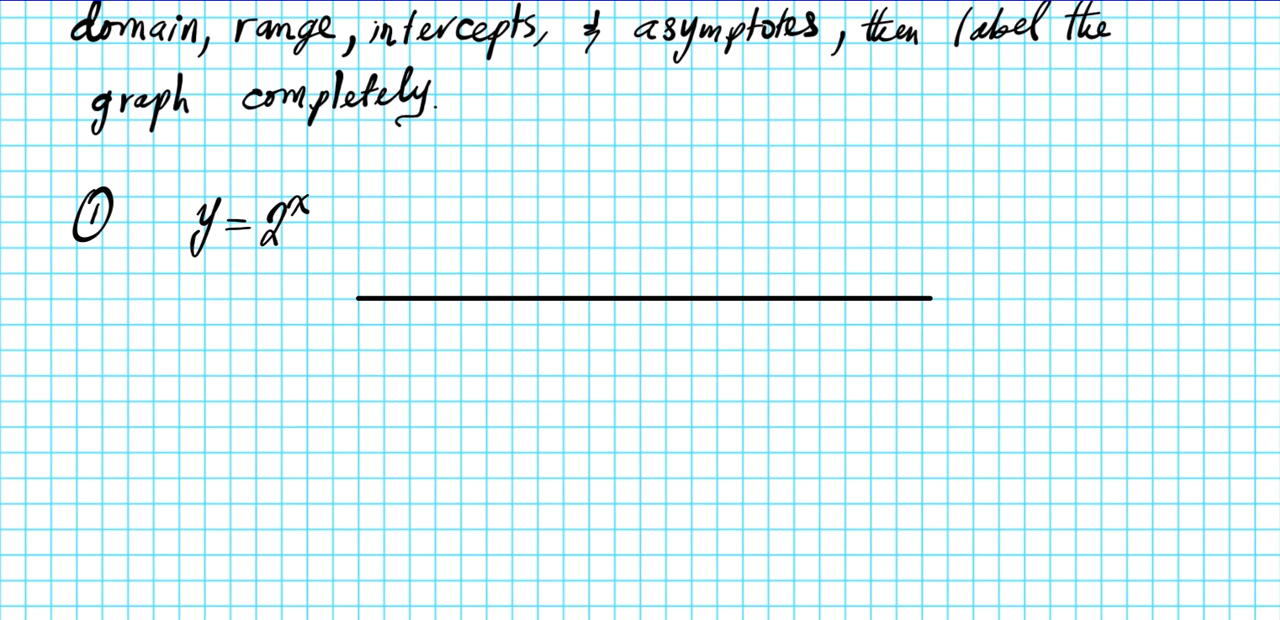 domain, range, intercepts, & asymptotes, then label the
graph completely.
① y = 2^x